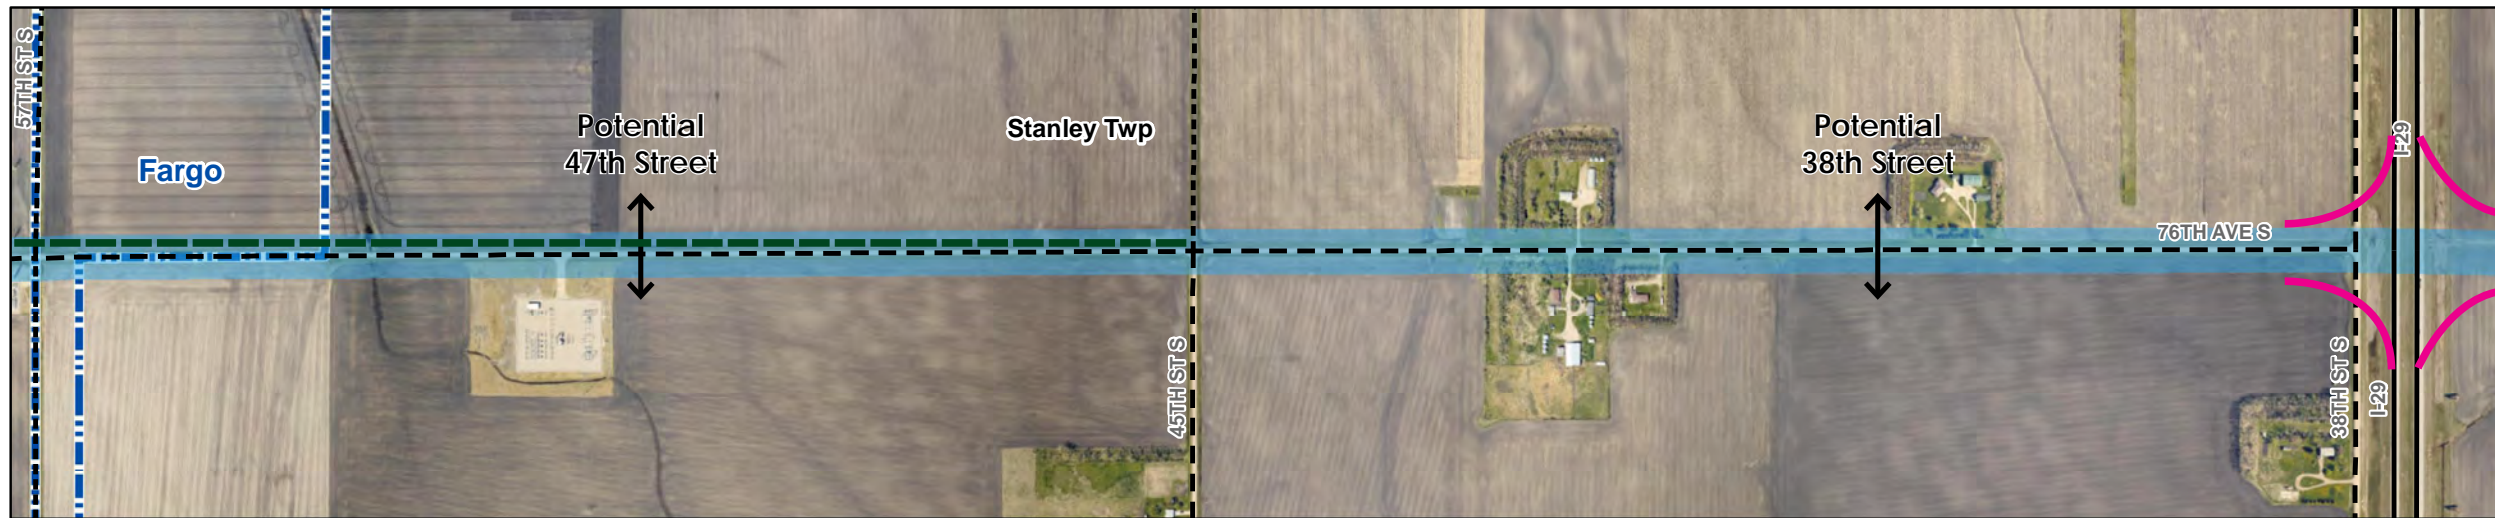 57TH ST S
Fargo
Potential
47th Street
Stanley Twp
45TH ST S
Potential
38th Street
76TH AVE S
38TH ST S
I-29
I-29